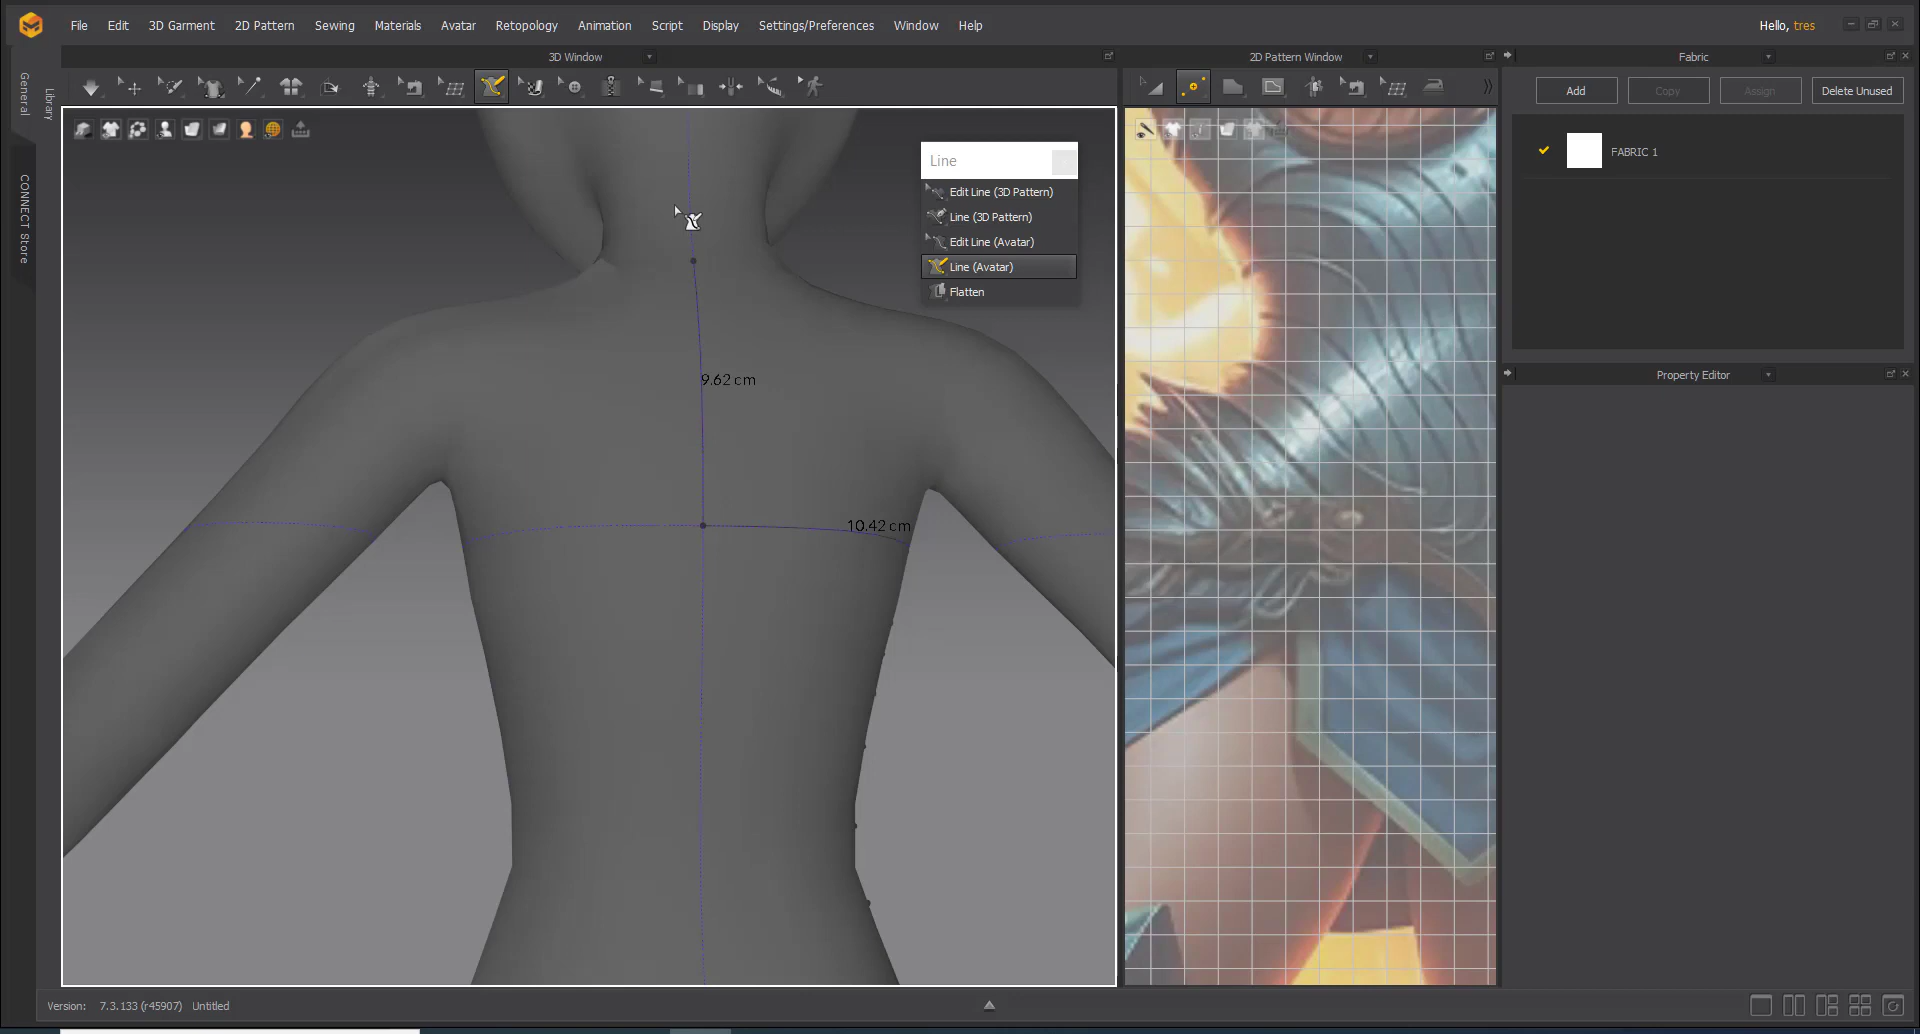 File Edit 3D Garment 2D Pattern Sewing Materials Avatar Retopology Animation Script Display Settings/Preferences Window Help
Hello, tres
3D Window
2D Pattern Window
Fabric
General
Library
CONNECT Store
Add Copy Assign Delete Unused
FABRIC 1
Line
Edit Line (3D Pattern)
Line (3D Pattern)
Edit Line (Avatar)
Line (Avatar)
Flatten
9.62 cm
10.42 cm
Property Editor
Version: 7.3.133 (r45907) Untitled